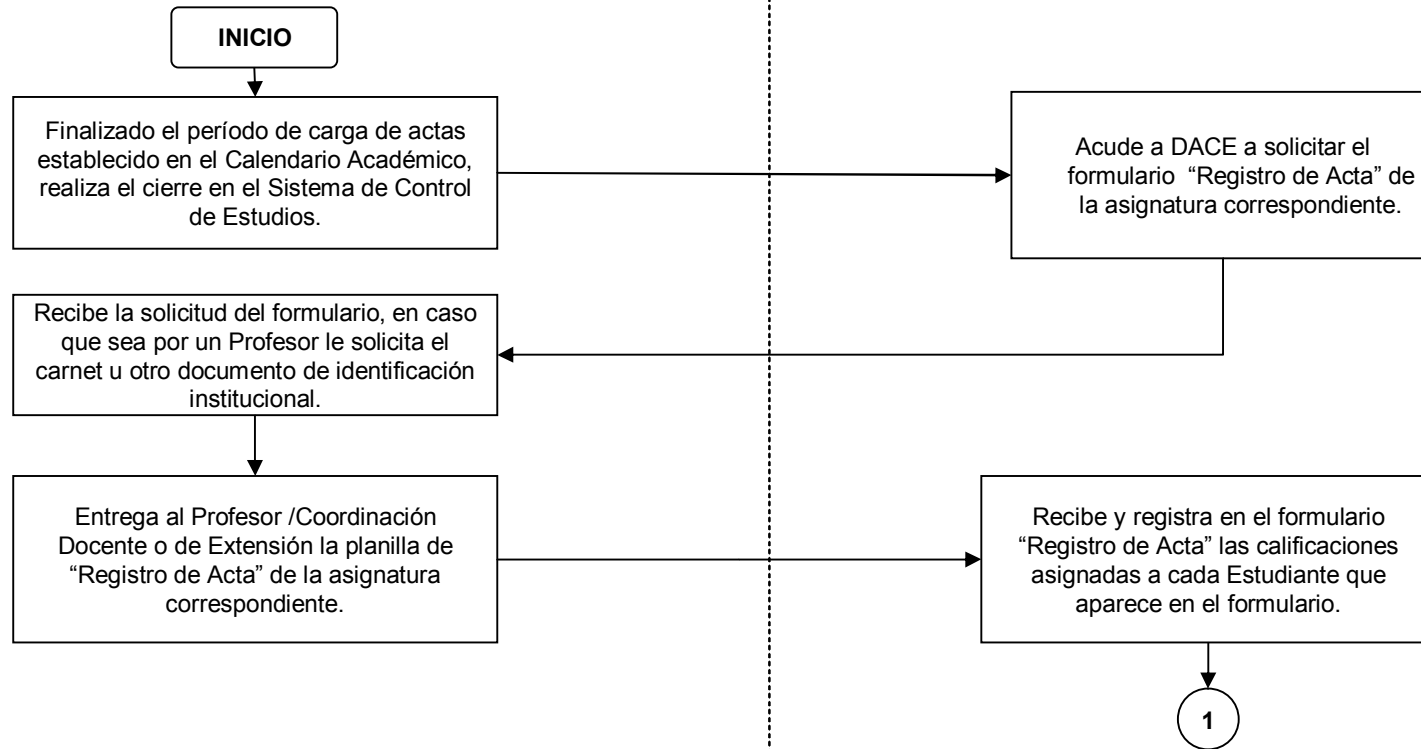 INICIO
Finalizado el período de carga de actas
establecido en el Calendario Académico,
realiza el cierre en el Sistema de Control
de Estudios.
Acude a DACE a solicitar el
formulario “Registro de Acta” de
la asignatura correspondiente.
Recibe la solicitud del formulario, en caso
que sea por un Profesor le solicita el
carnet u otro documento de identificación
institucional.
Entrega al Profesor /Coordinación
Docente o de Extensión la planilla de
“Registro de Acta” de la asignatura
correspondiente.
Recibe y registra en el formulario
“Registro de Acta” las calificaciones
asignadas a cada Estudiante que
aparece en el formulario.
1